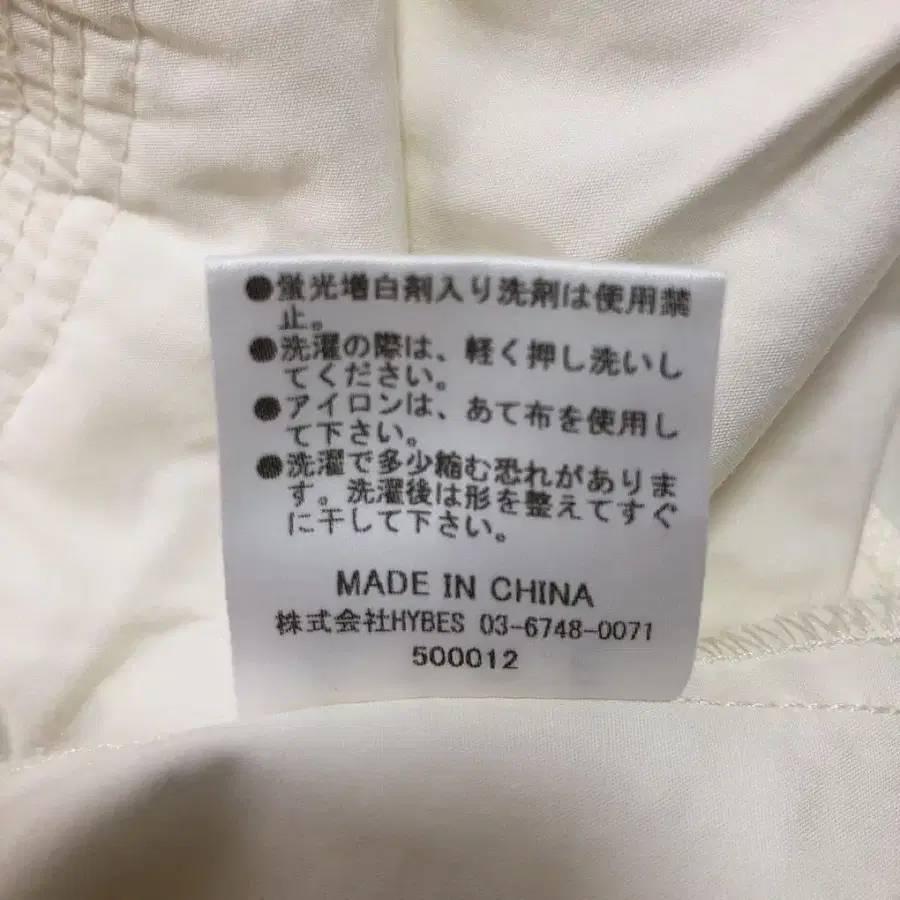 ●蛍光増白剤入り洗剤は使用禁
止。
●洗濯の際は、軽く押し洗いし
てください。
●アイロンは、あて布を使用し
て下さい。
●洗濯で多少縮む恐れがありま
す。洗濯後は形を整えてすぐ
に干して下さい。
MADE IN CHINA
株式会社HYBES 03-6748-0071
500012